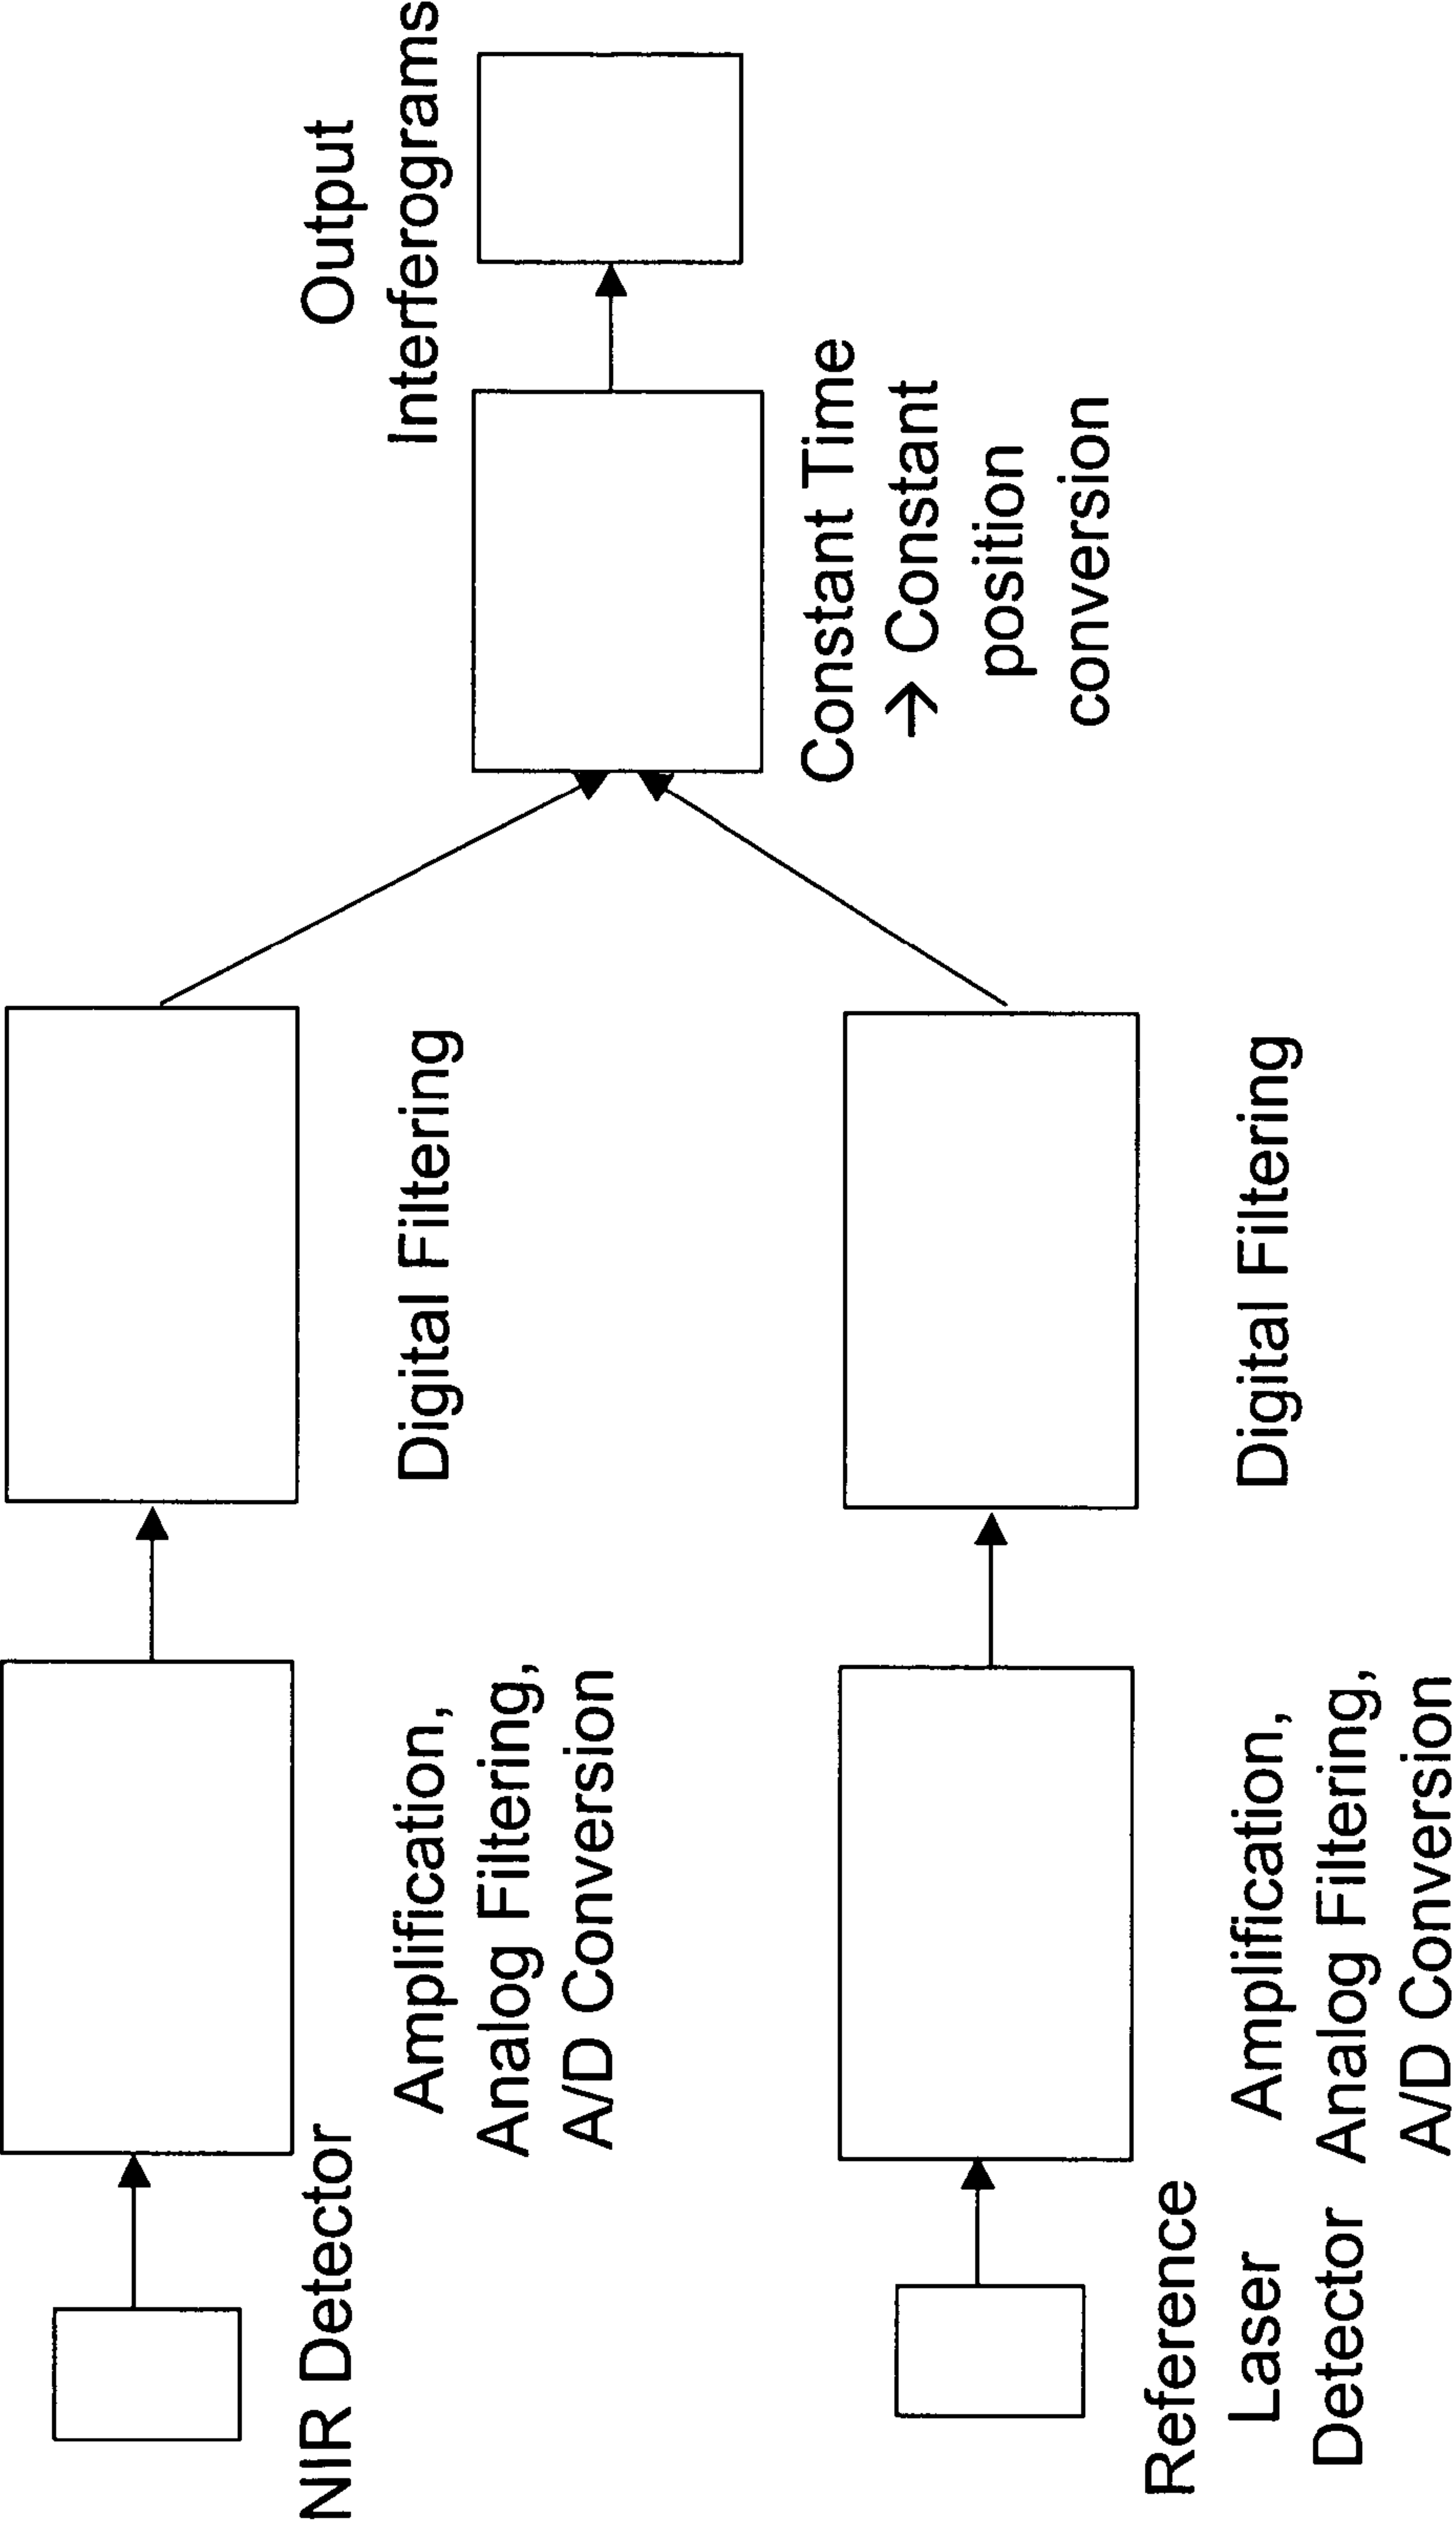 NIR Detector
Amplification,
Analog Filtering,
A/D Conversion
Digital Filtering
Reference
Laser
Detector
Amplification,
Analog Filtering,
A/D Conversion
Digital Filtering
Constant Time
→ Constant
position
conversion
Output
Interferograms